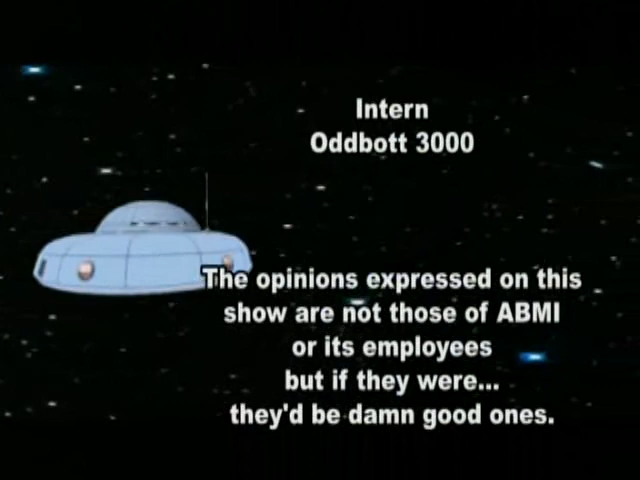 Intern
Oddbott 3000
The opinions expressed on this
show are not those of ABMI
or its employees
but if they were...
they'd be damn good ones.